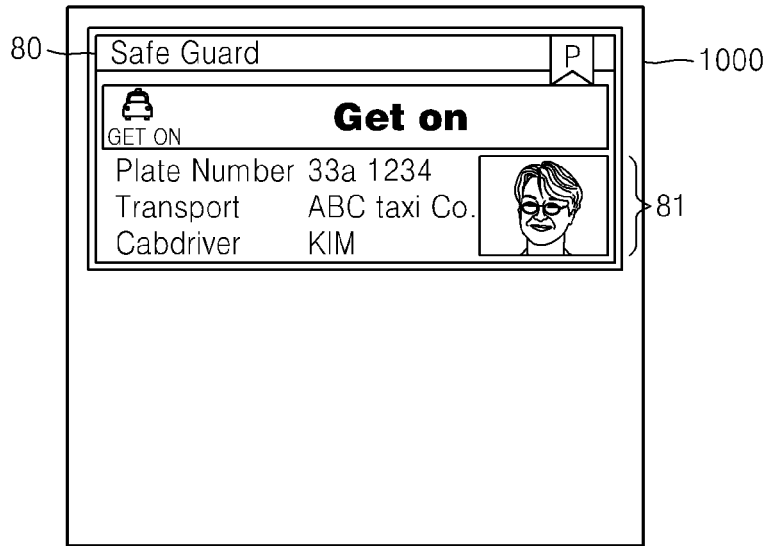 80
Safe Guard
P
1000
GET ON
Get on
Plate Number 33a 1234
Transport ABC taxi Co.
Cabdriver KIM
81